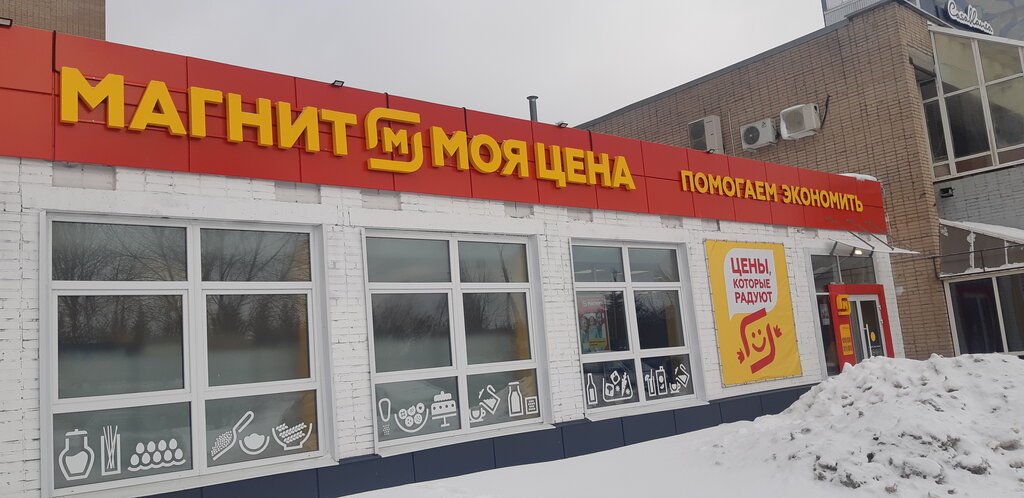 МАГНИТ М МОЯ ЦЕНА
ПОМОГАЕМ ЭКОНОМИТЬ
ЦЕНЫ,
КОТОРЫЕ
РАДУЮТ